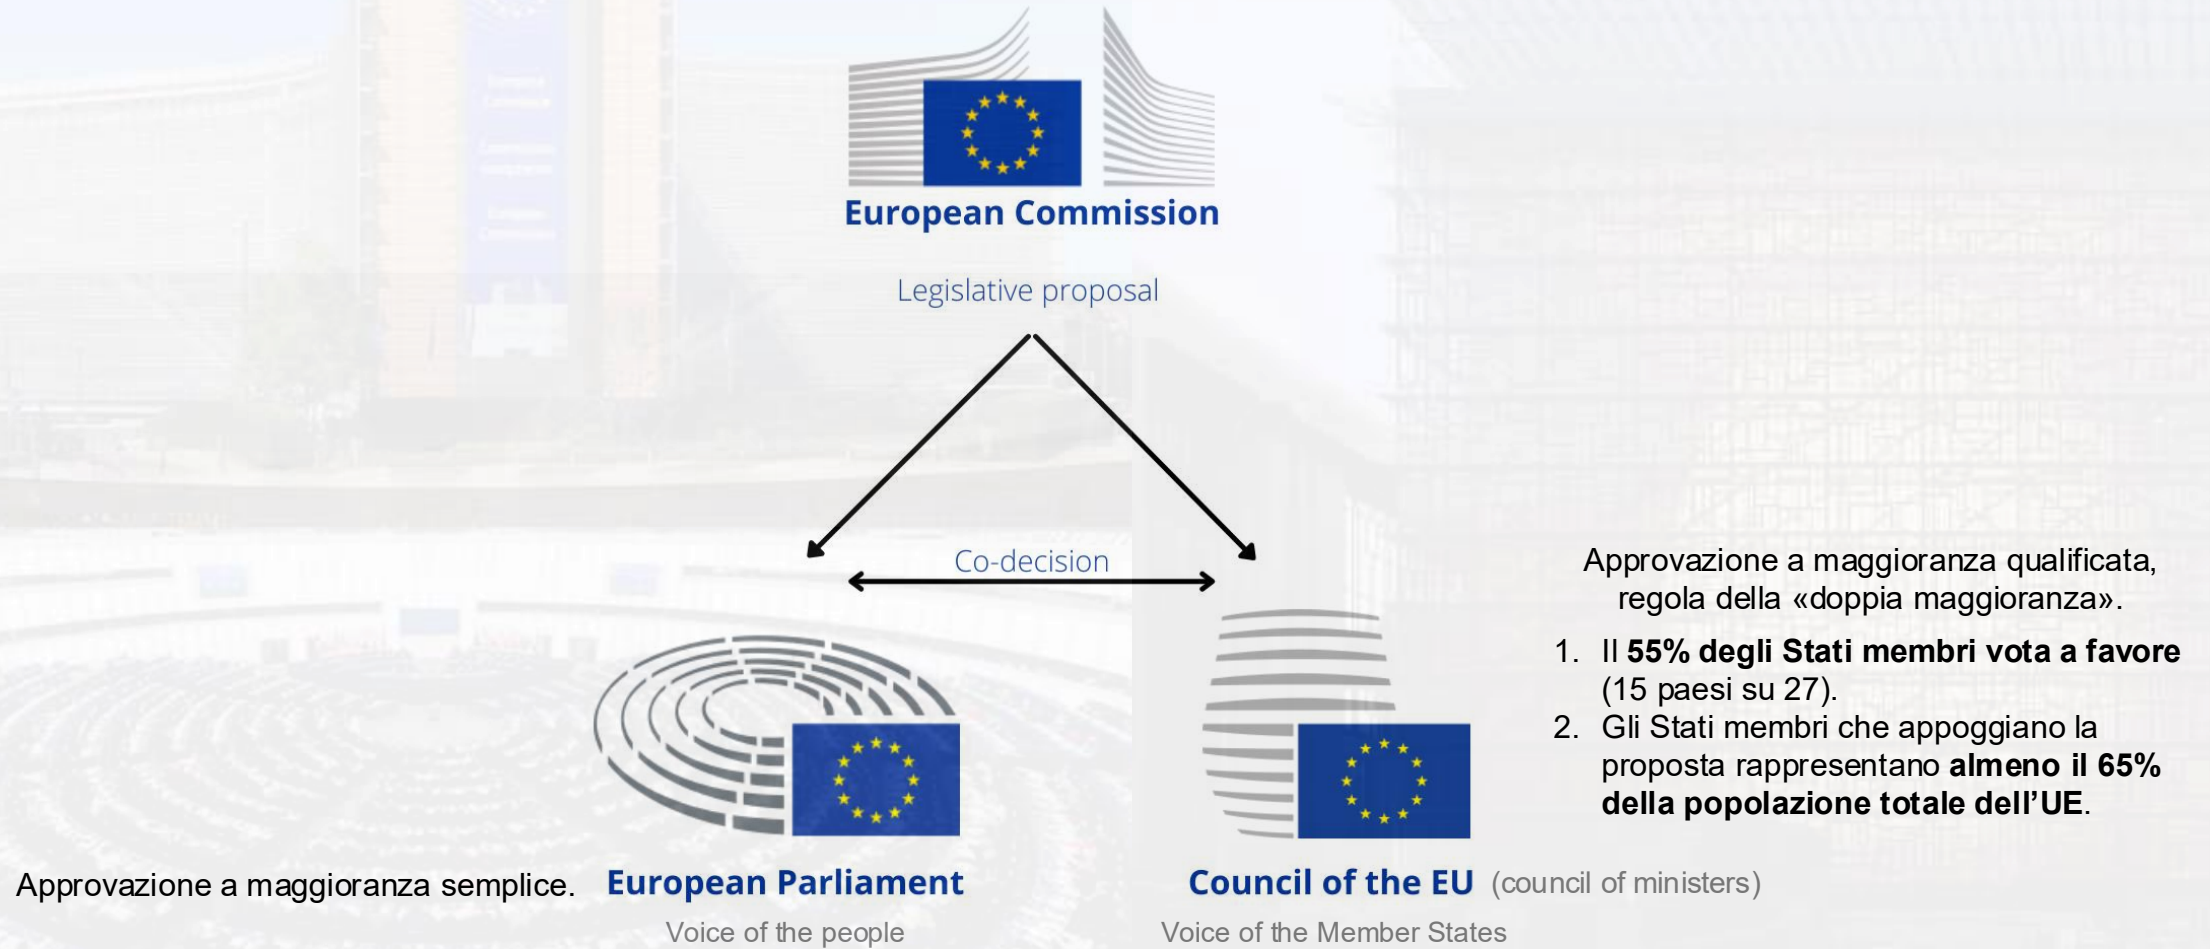 European Commission
Legislative proposal
Co-decision
Approvazione a maggioranza qualificata,
regola della «doppia maggioranza».
1. Il 55% degli Stati membri vota a favore
(15 paesi su 27).
2. Gli Stati membri che appoggiano la
proposta rappresentano almeno il 65%
della popolazione totale dell’UE.
Approvazione a maggioranza semplice.
European Parliament
Voice of the people
Council of the EU (council of ministers)
Voice of the Member States